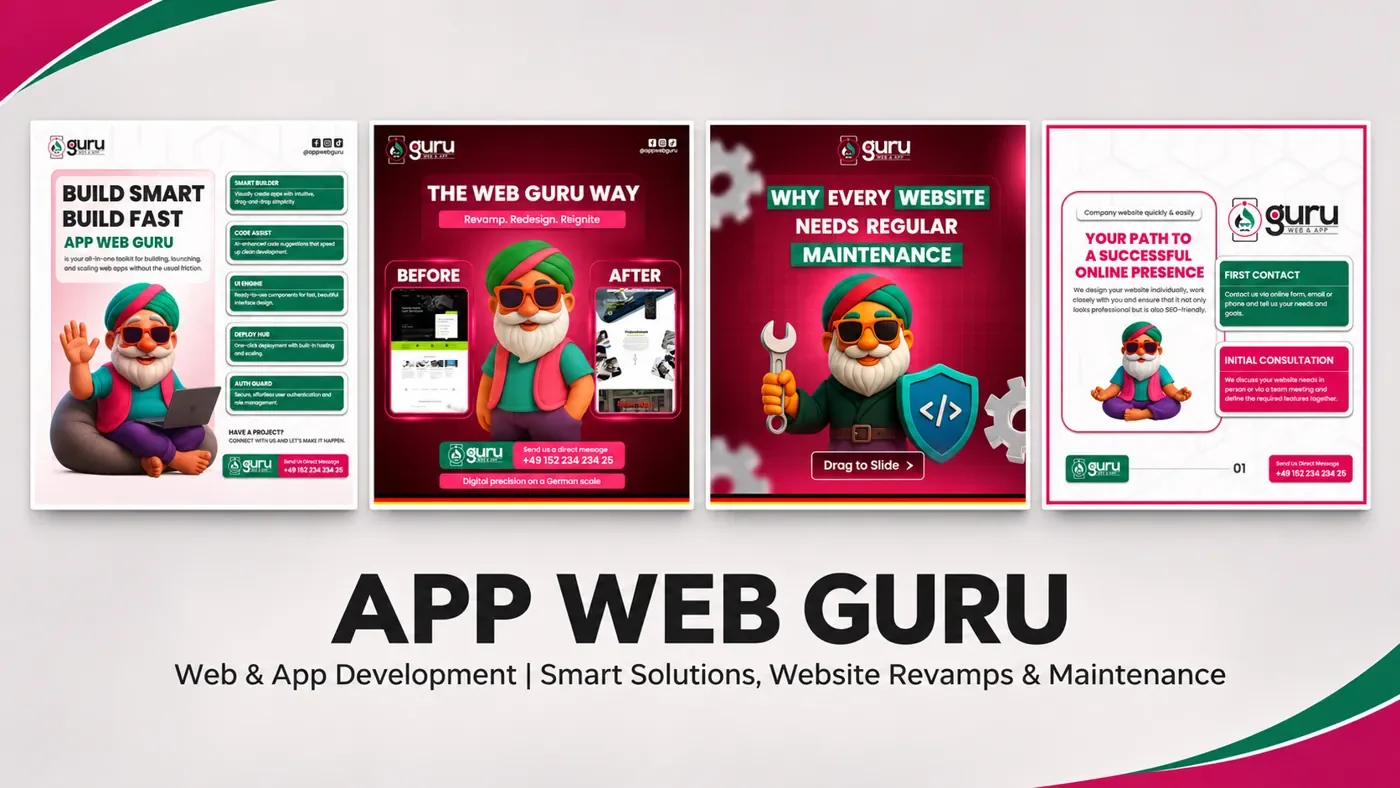 guru
WEB & APP
@appwebguru
BUILD SMART
BUILD FAST
APP WEB GURU
is your all-in-one toolkit for building, launching,
and scaling web apps without the usual friction.
SMART BUILDER
Visually create apps with intuitive,
drag-and-drop simplicity
CODE ASSIST
AI-enhanced code suggestions that speed
up clean development.
UI ENGINE
Ready-to-use components for fast, beautiful
interface design.
DEPLOY HUB
One-click deployment with built-in hosting
and scaling.
AUTH GUARD
Secure, effortless user authentication and
role management.
HAVE A PROJECT?
CONNECT WITH US AND LET'S MAKE IT HAPPEN.
guru
WEB & APP
Send Us Direct Message
+49 152 234 234 25
guru
WEB & APP
@appwebguru
THE WEB GURU WAY
Revamp. Redesign. Reignite
BEFORE
AFTER
guru
WEB & APP
Send us a direct message
+49 152 234 234 25
Digital precision on a German scale
guru
WEB & APP
WHY EVERY WEBSITE
NEEDS REGULAR
MAINTENANCE
</>
Drag to Slide >
Company website quickly & easily
YOUR PATH TO
A SUCCESSFUL
ONLINE PRESENCE
We design your website individually, work
closely with you and ensure that it not only
looks professional but is also SEO-friendly.
guru
WEB & APP
FIRST CONTACT
Contact us via online form, email or
phone and tell us your needs and
goals.
INITIAL CONSULTATION
We discuss your website needs in
person or via a team meeting and
define the required features together.
guru
WEB & APP
01
Send Us Direct Message
+49 152 234 234 25
APP WEB GURU
Web & App Development | Smart Solutions, Website Revamps & Maintenance